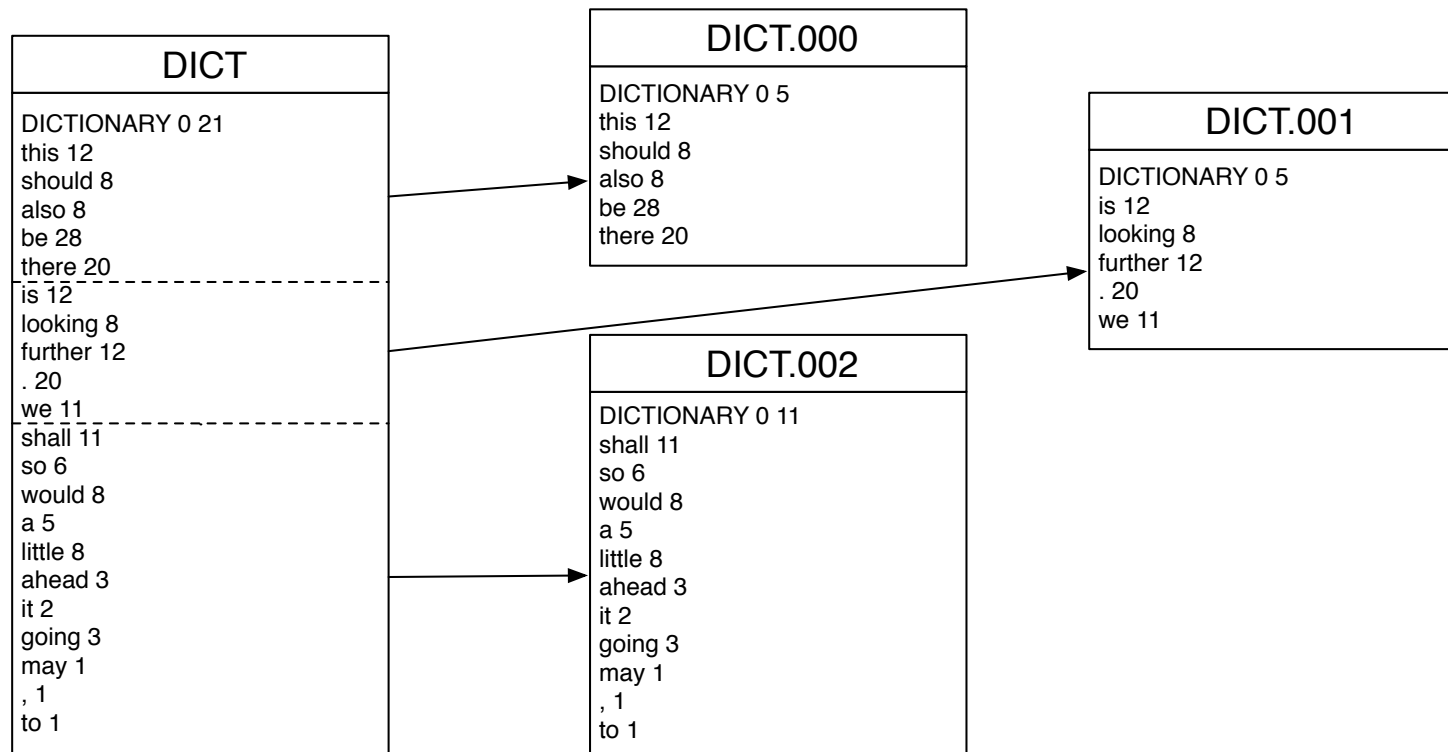 DICT
DICTIONARY 0 21
this 12
should 8
also 8
be 28
there 20
is 12
looking 8
further 12
. 20
we 11
shall 11
so 6
would 8
a 5
little 8
ahead 3
it 2
going 3
may 1
, 1
to 1
DICT.000
DICTIONARY 0 5
this 12
should 8
also 8
be 28
there 20
DICT.001
DICTIONARY 0 5
is 12
looking 8
further 12
. 20
we 11
DICT.002
DICTIONARY 0 11
shall 11
so 6
would 8
a 5
little 8
ahead 3
it 2
going 3
may 1
, 1
to 1